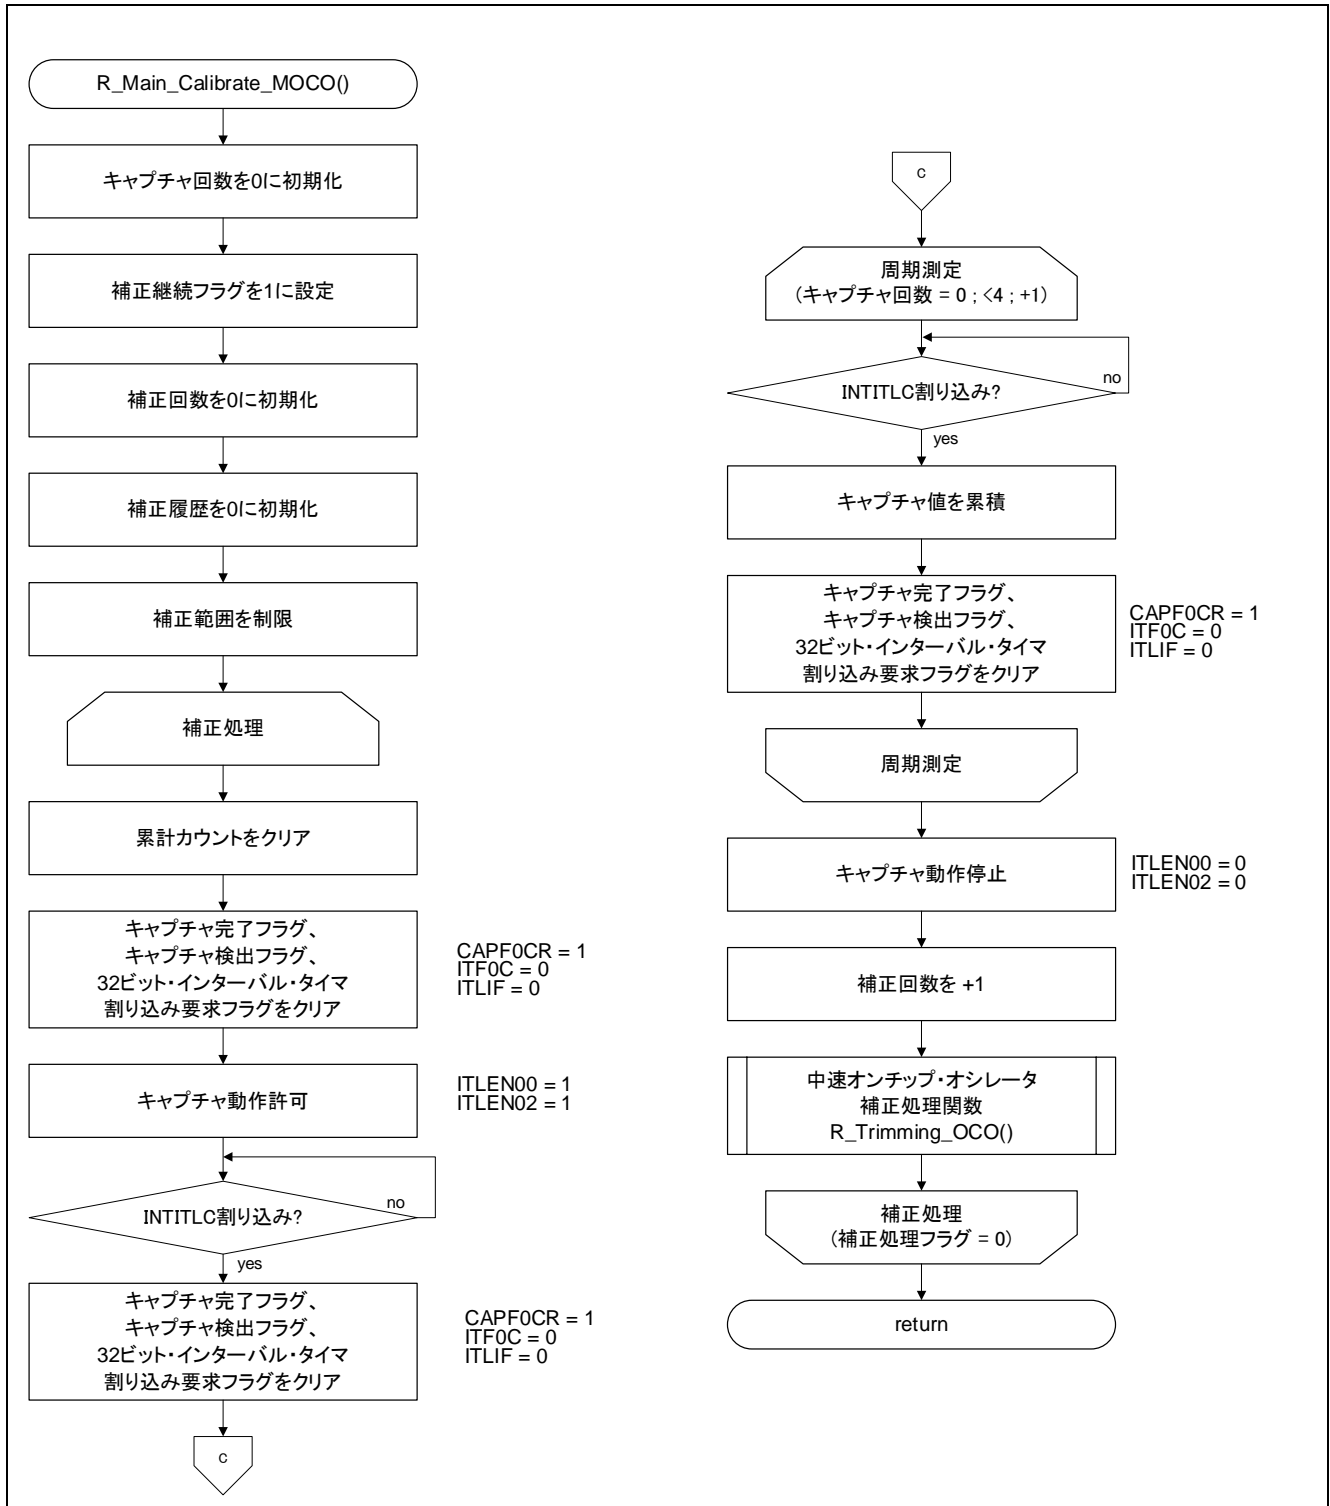 R_Main_Calibrate_MOCO()
キャプチャ回数を0に初期化
補正継続フラグを1に設定
補正回数を0に初期化
補正履歴を0に初期化
補正範囲を制限
補正処理
累計カウントをクリア
キャプチャ完了フラグ、
キャプチャ検出フラグ、
32ビット・インターバル・タイマ
割り込み要求フラグをクリア
CAPF0CR = 1
ITF0C = 0
ITLIF = 0
キャプチャ動作許可
ITLEN00 = 1
ITLEN02 = 1
INTITLC割り込み?
no
yes
キャプチャ完了フラグ、
キャプチャ検出フラグ、
32ビット・インターバル・タイマ
割り込み要求フラグをクリア
CAPF0CR = 1
ITF0C = 0
ITLIF = 0
C
C
周期測定
(キャプチャ回数 = 0 ; <4 ; +1)
INTITLC割り込み?
no
yes
キャプチャ値を累積
キャプチャ完了フラグ、
キャプチャ検出フラグ、
32ビット・インターバル・タイマ
割り込み要求フラグをクリア
CAPF0CR = 1
ITF0C = 0
ITLIF = 0
周期測定
キャプチャ動作停止
ITLEN00 = 0
ITLEN02 = 0
補正回数を +1
中速オンチップ・オシレータ
補正処理関数
R_Trimming_OCO()
補正処理
(補正処理フラグ = 0)
return